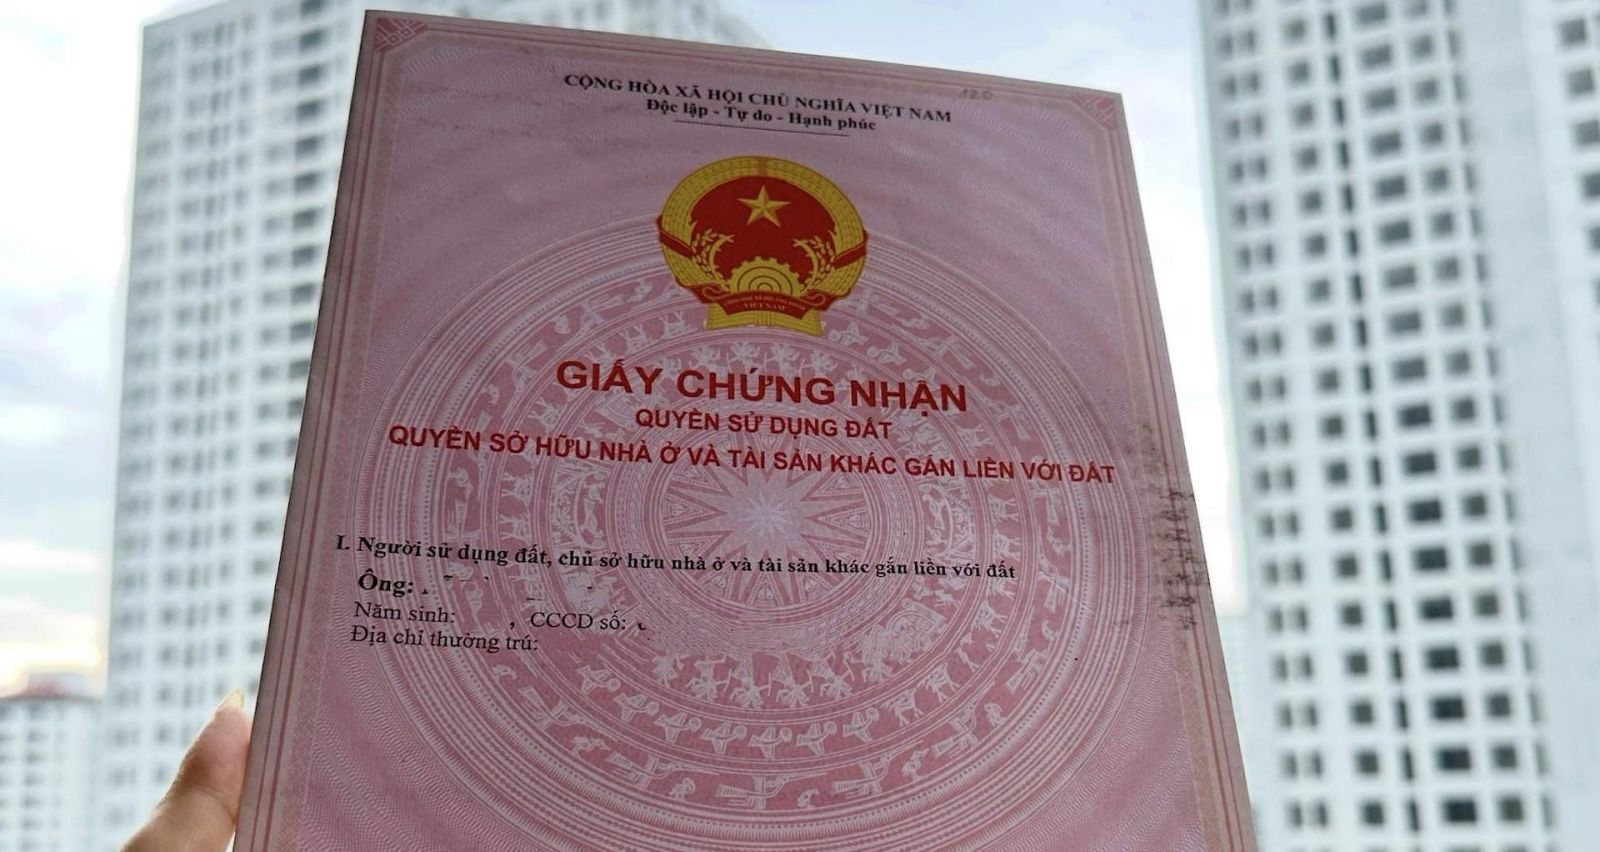 CỘNG HÒA XÃ HỘI CHỦ NGHĨA VIỆT NAM
Độc lập - Tự do - Hạnh phúc
120
VIỆT NAM
GIẤY CHỨNG NHẬN
QUYỀN SỬ DỤNG ĐẤT
QUYỀN SỞ HỮU NHÀ Ở VÀ TÀI SẢN KHÁC GẮN LIỀN VỚI ĐẤT
I. Người sử dụng đất, chủ sở hữu nhà ở và tài sản khác gắn liền với đất
Ông:
Năm sinh: , CCCD số:
Địa chỉ thường trú: